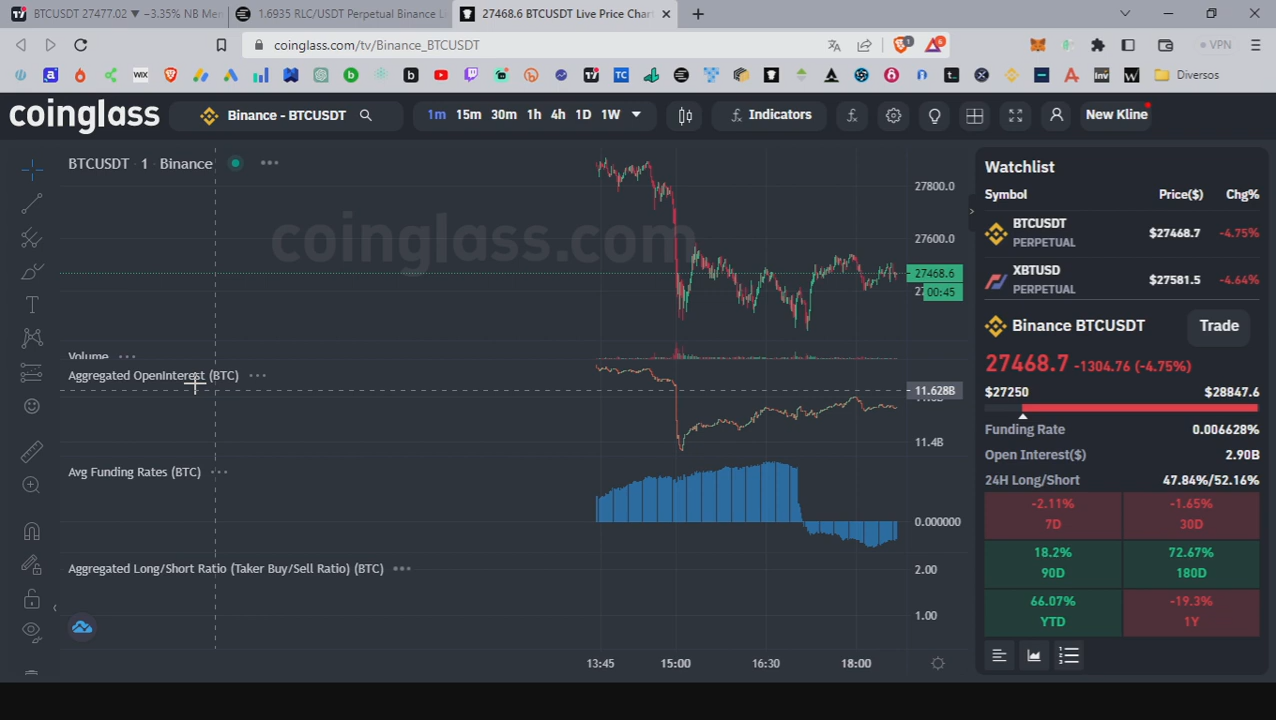 BTCUSDT 27477.02 ▼ −3.35% NB Mer
1.6935 RLC/USDT Perpetual Binance L
27468.6 BTCUSDT Live Price Chart
coinglass.com/tv/Binance_BTCUSDT
1
6
VPN
WIX
Diversos
coinglass
Binance - BTCUSDT
1m 15m 30m 1h 4h 1D 1W
Indicators
New Kline
BTCUSDT · 1 · Binance
coinglass.com
27800.0
27600.0
27468.6
00:45
Volume
Aggregated OpenInterest (BTC)
11.628B
11.4B
Avg Funding Rates (BTC)
0.000000
Aggregated Long/Short Ratio (Taker Buy/Sell Ratio) (BTC)
2.00
1.00
13:45 15:00 16:30 18:00
Watchlist
Symbol Price($) Chg%
BTCUSDT
PERPETUAL
$27468.7 -4.75%
XBTUSD
PERPETUAL
$27581.5 -4.64%
Binance BTCUSDT
Trade
27468.7 -1304.76 (-4.75%)
$27250 $28847.6
Funding Rate 0.006628%
Open Interest($) 2.90B
24H Long/Short 47.84%/52.16%
-2.11% -1.65%
7D 30D
18.2% 72.67%
90D 180D
66.07% -19.3%
YTD 1Y